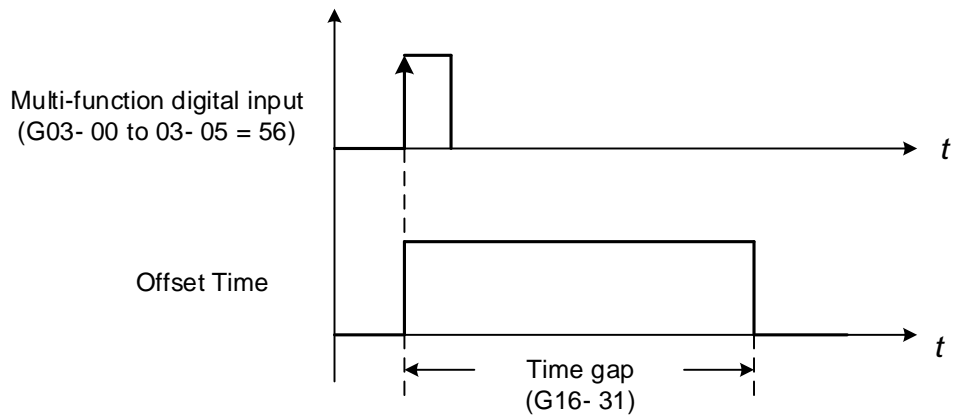 Multi-function digital input
(G03- 00 to 03- 05 = 56)
t
Offset Time
t
Time gap
(G16- 31)